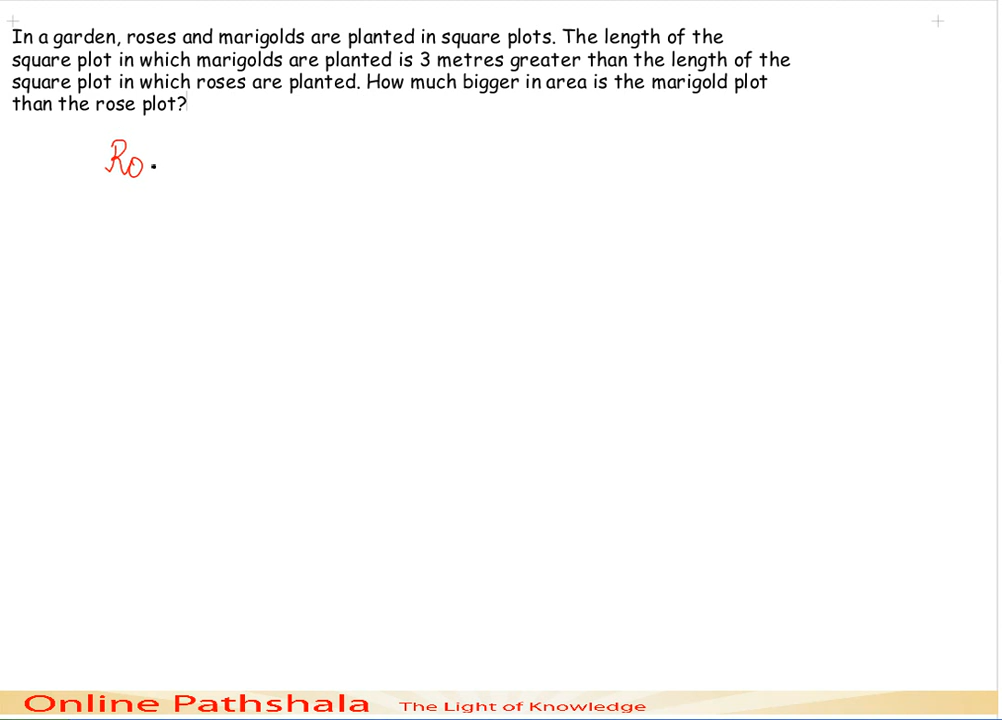 In a garden, roses and marigolds are planted in square plots. The length of the
square plot in which marigolds are planted is 3 metres greater than the length of the
square plot in which roses are planted. How much bigger in area is the marigold plot
than the rose plot?
Ro
Online Pathshala The Light of Knowledge